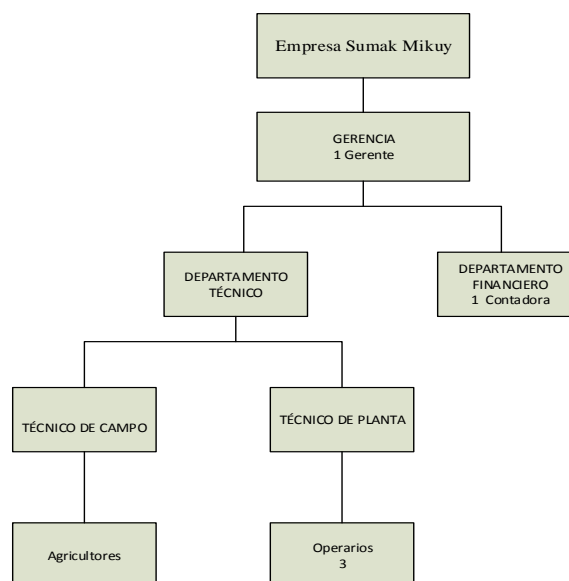 Empresa Sumak Mikuy
GERENCIA
1 Gerente
DEPARTAMENTO
TÉCNICO
DEPARTAMENTO
FINANCIERO
1 Contadora
TÉCNICO DE CAMPO
TÉCNICO DE PLANTA
Agricultores
Operarios
3